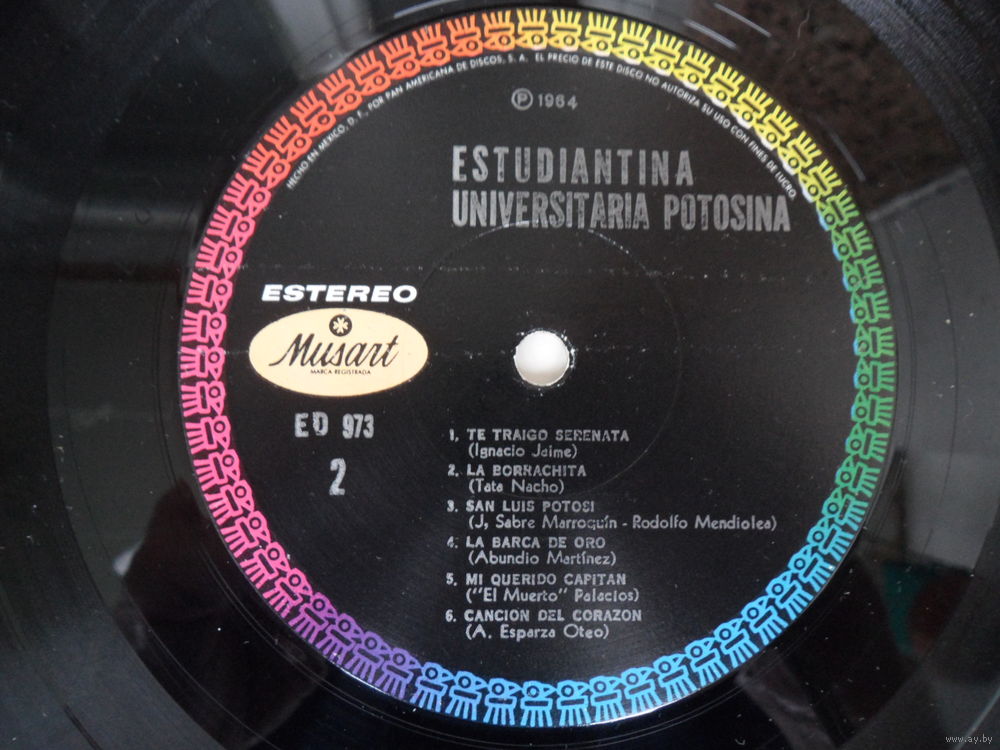 HECHO EN MEXICO, D. F., POR PAN AMERICANA DE DISCOS, S. A. EL PRECIO DE ESTE DISCO NO AUTORIZA SU USO CON FINES DE LUCRO.
Ⓟ 1964
ESTUDIANTINA
UNIVERSITARIA POTOSINA
ESTEREO
Musart
MARCA REGISTRADA
ED 973
2
1. TE TRAIGO SERENATA
(Ignacio Jaime)
2. LA BORRACHITA
(Tata Nacho)
3. SAN LUIS POTOSI
(J, Sabre Marroquín - Rodolfo Mendiolea)
4. LA BARCA DE ORO
(Abundio Martínez)
5. MI QUERIDO CAPITAN
("El Muerto" Palacios)
6. CANCION DEL CORAZON
(A. Esparza Oteo)
www.ay.by